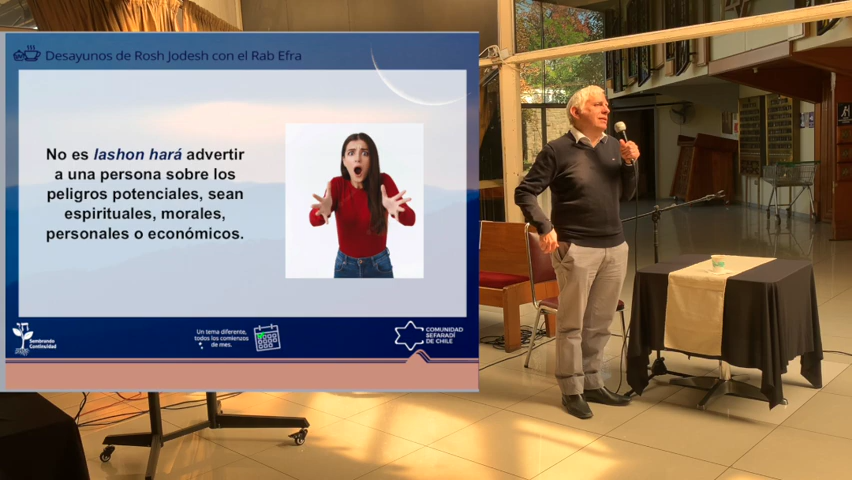 Desayunos de Rosh Jodesh con el Rab Efra
No es lashon hará advertir
a una persona sobre los
peligros potenciales, sean
espirituales, morales,
personales o económicos.
Sembrando
Continuidad
Un tema diferente,
todos los comienzos
de mes.
COMUNIDAD
SEFARADÍ
DE CHILE